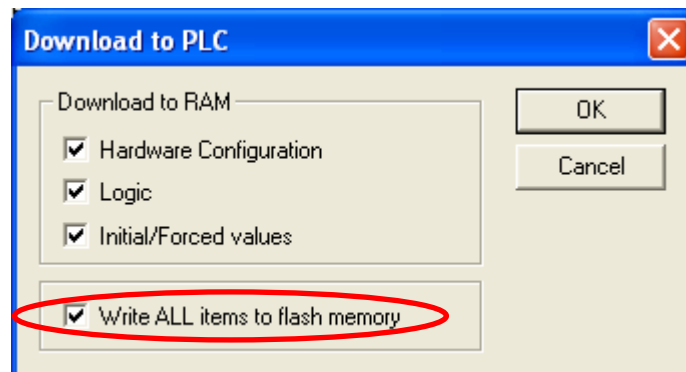 Download to PLC
Download to RAM
OK
Hardware Configuration
Cancel
Logic
Initial/Forced values
Write ALL items to flash memory